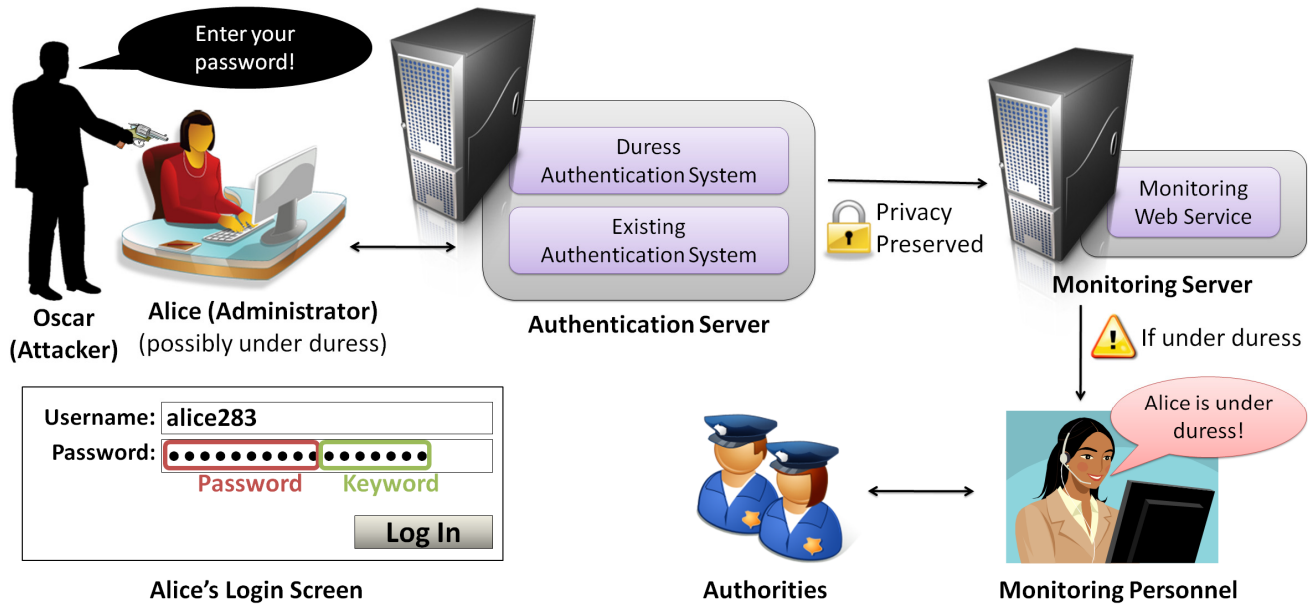 Enter your
password!
Oscar
(Attacker)
Alice (Administrator)
(possibly under duress)
Duress
Authentication System
Existing
Authentication System
Authentication Server
Privacy
Preserved
Monitoring
Web Service
Monitoring Server
If under duress
Username: alice283
Password: ●●●●●●●●●●●●●●●●●
Password Keyword
Log In
Alice's Login Screen
Authorities
Alice is under
duress!
Monitoring Personnel